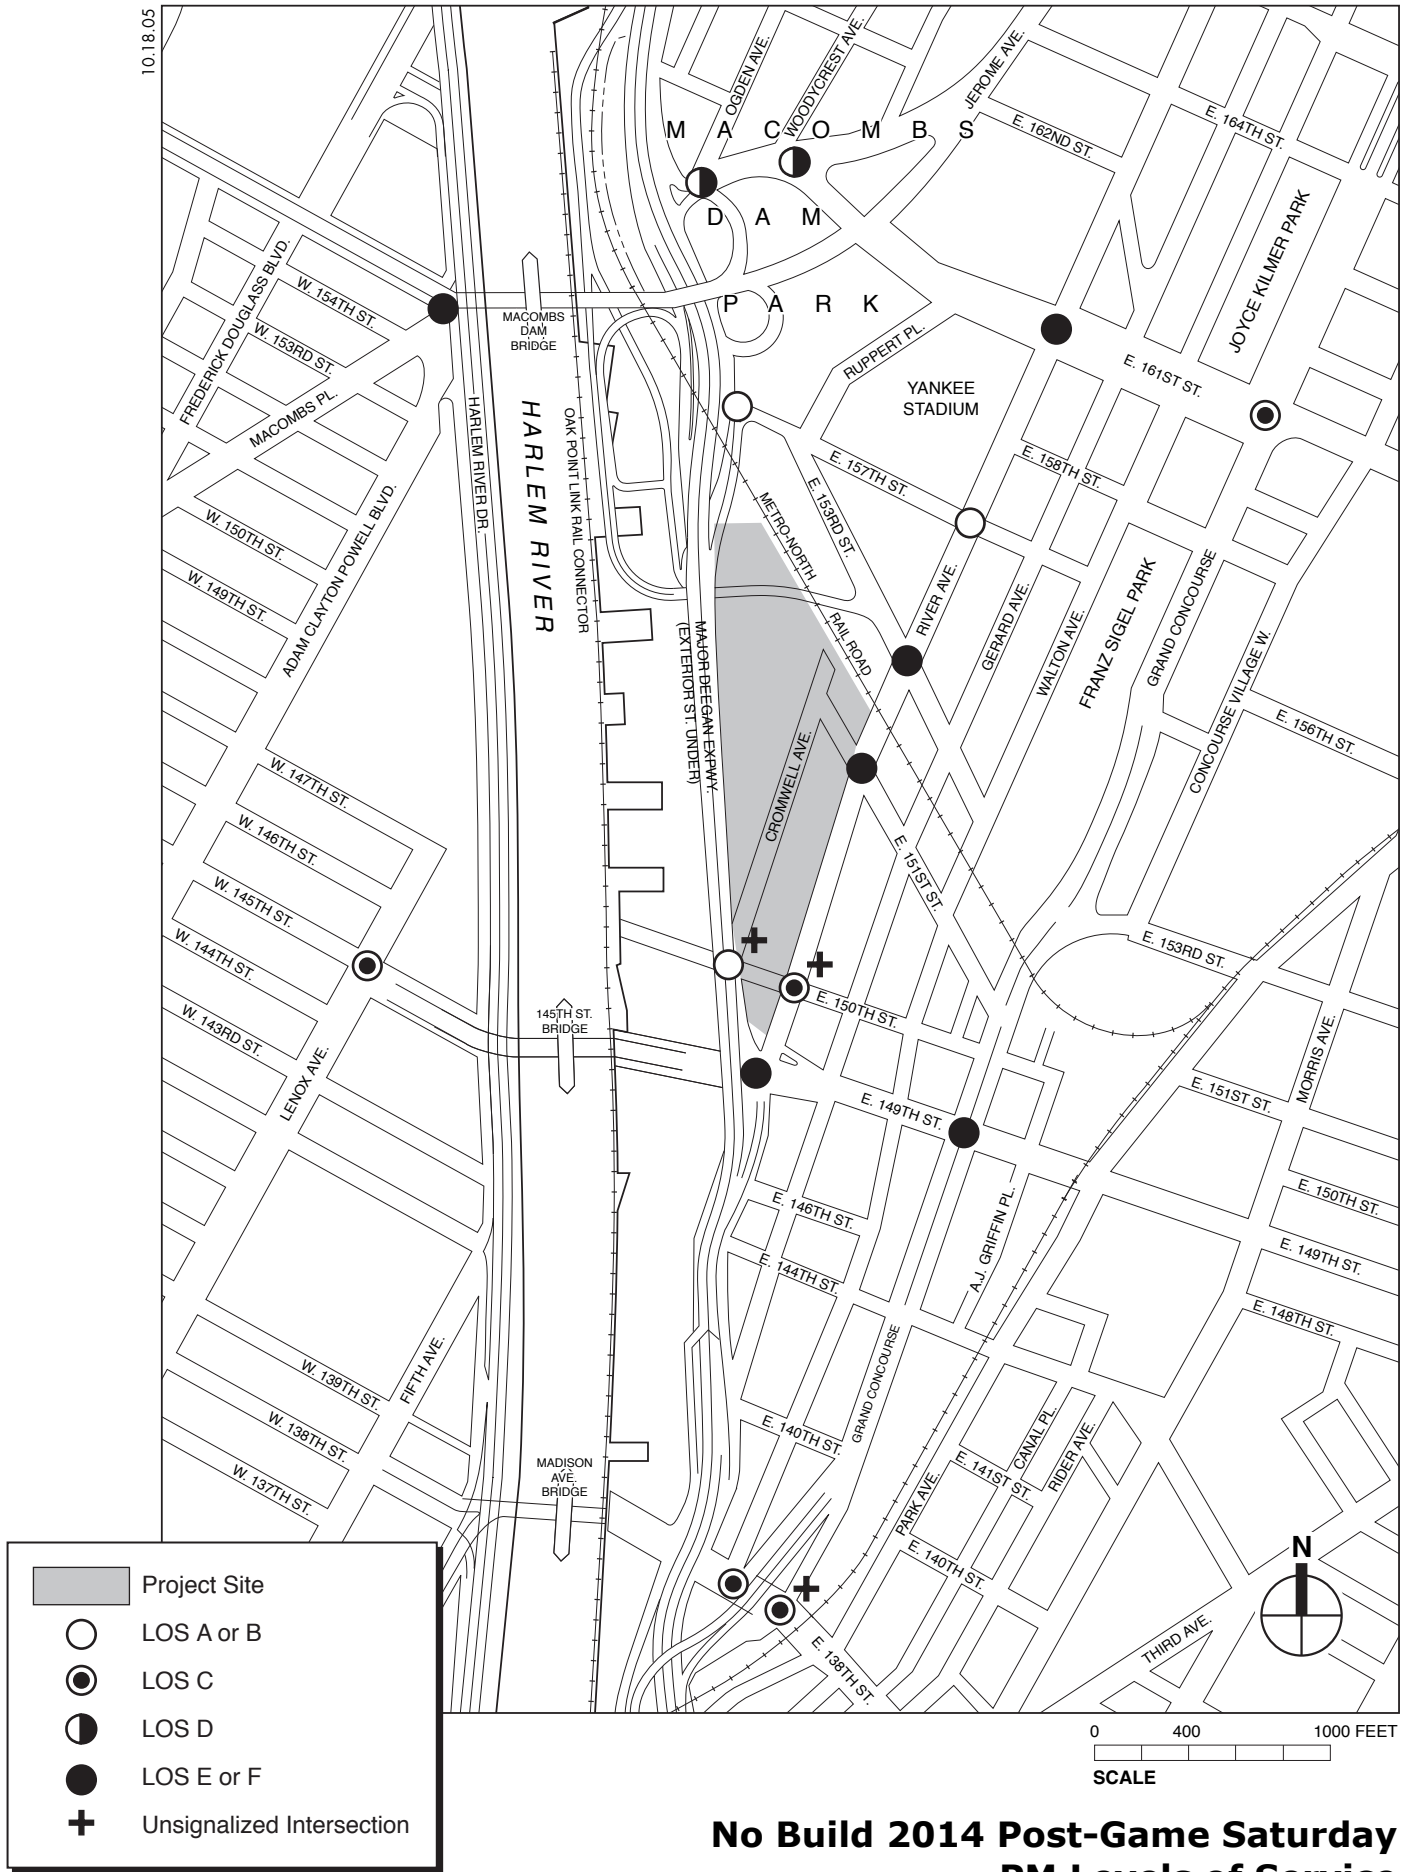 10.18.05
OGDEN AVE.
WOODYCREST AVE.
JEROME AVE.
MACOMBS
DAM
PARK
E. 162ND ST.
E. 164TH ST.
JOYCE KILMER PARK
FREDERICK DOUGLASS BLVD.
W. 154TH ST.
W. 153RD ST.
MACOMBS PL.
MACOMBS
DAM
BRIDGE
RUPPERT PL.
YANKEE
STADIUM
E. 161ST ST.
HARLEM RIVER DR.
HARLEM RIVER
OAK POINT LINK RAIL CONNECTOR
E. 157TH ST.
E. 158TH ST.
E. 153RD ST.
METRO-NORTH
RAILROAD
W. 150TH ST.
W. 149TH ST.
ADAM CLAYTON POWELL BLVD.
MAJOR DEEGAN EXPWY.
(EXTERIOR ST. UNDER)
RIVER AVE.
GERARD AVE.
WALTON AVE.
FRANZ SIGEL PARK
GRAND CONCOURSE
CONCOURSE VILLAGE W.
E. 156TH ST.
CROMWELL AVE.
W. 147TH ST.
W. 146TH ST.
W. 145TH ST.
W. 144TH ST.
W. 143RD ST.
E. 151ST ST.
E. 153RD ST.
145TH ST.
BRIDGE
E. 150TH ST.
LENOX AVE.
E. 149TH ST.
E. 151ST ST.
MORRIS AVE.
E. 150TH ST.
E. 149TH ST.
E. 148TH ST.
E. 146TH ST.
E. 144TH ST.
A.J. GRIFFIN PL.
GRAND CONCOURSE
W. 139TH ST.
W. 138TH ST.
W. 137TH ST.
FIFTH AVE.
MADISON
AVE.
BRIDGE
E. 140TH ST.
PARK AVE.
CANAL PL.
RIDER AVE.
E. 141ST ST.
E. 140TH ST.
E. 138TH ST.
THIRD AVE.
N
Project Site
LOS A or B
LOS C
LOS D
LOS E or F
Unsignalized Intersection
0 400 1000 FEET
SCALE
No Build 2014 Post-Game Saturday
PM Levels of Service